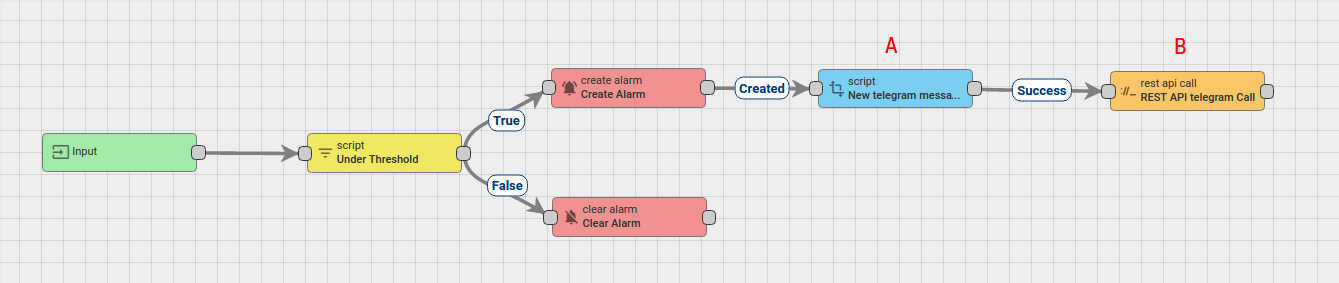 A
B
Input
script
Under Threshold
True
False
create alarm
Create Alarm
clear alarm
Clear Alarm
Created
script
New telegram messa...
Success
rest api call
REST API telegram Call